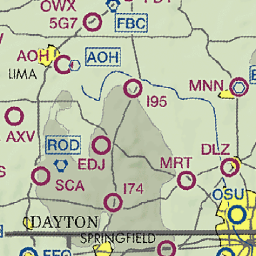 OWX
5G7
FBC
AOH
AOH
LIMA
MNN
I95
AXV
ROD
DLZ
EDJ
MRT
SCA
I74
OSU
DAYTON
SPRINGFIELD